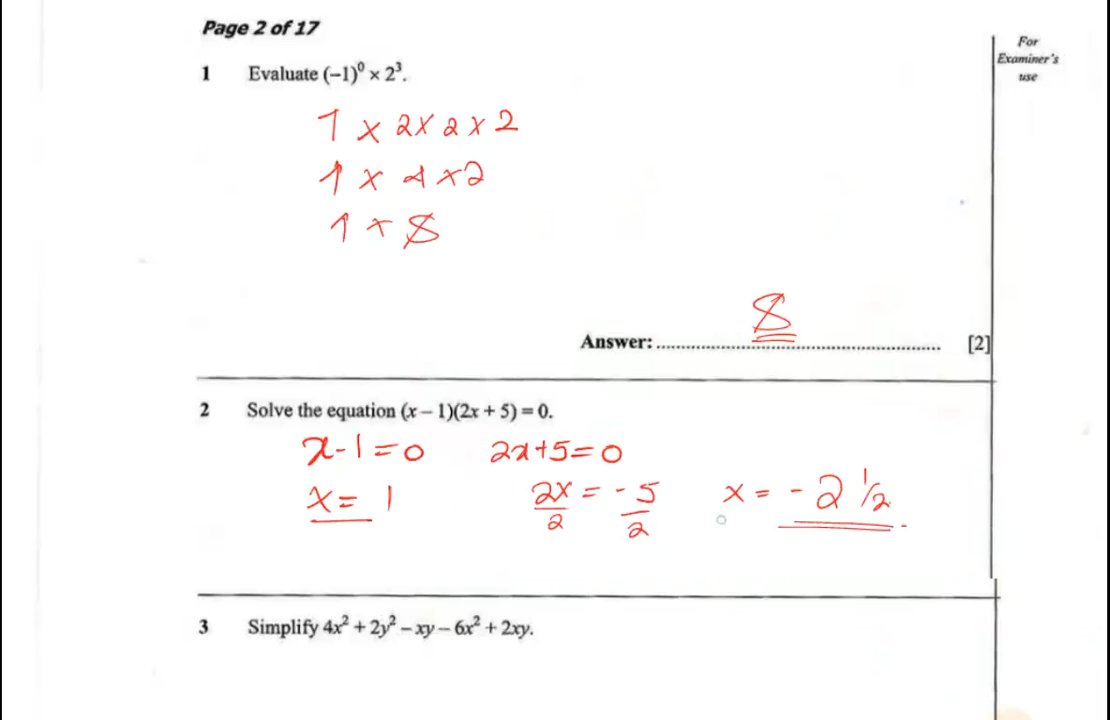 Page 2 of 17
For
Examiner's
use
1 Evaluate (−1)⁰ × 2³.
1 × 2 × 2 × 2
1 × 4 × 2
1 × 8
8
Answer: ........................................................ [2]
2 Solve the equation (x – 1)(2x + 5) = 0.
x - 1 = 0 2x + 5 = 0
x = 1 2x/2 = -5/2 x = -2 1/2
3 Simplify 4x² + 2y² – xy – 6x² + 2xy.